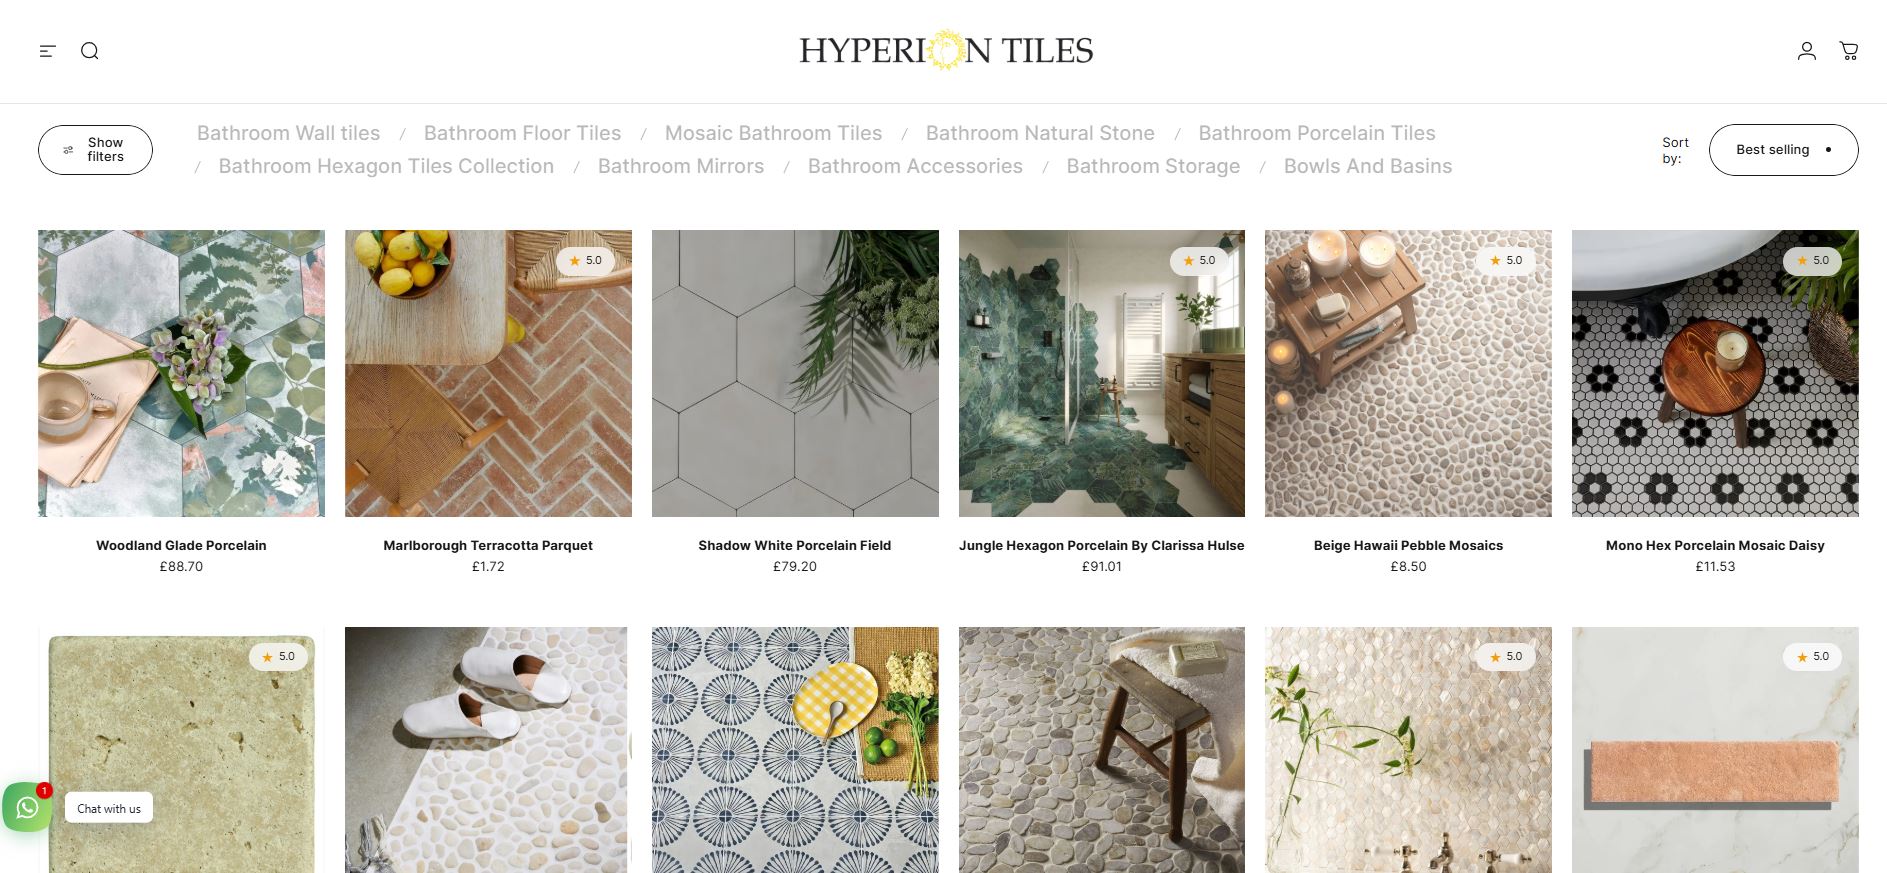 HYPERION TILES
Show
filters
Bathroom Wall tiles / Bathroom Floor Tiles / Mosaic Bathroom Tiles / Bathroom Natural Stone / Bathroom Porcelain Tiles
/ Bathroom Hexagon Tiles Collection / Bathroom Mirrors / Bathroom Accessories / Bathroom Storage / Bowls And Basins
Sort
by:
Best selling
5.0
5.0
5.0
5.0
Woodland Glade Porcelain
£88.70
Marlborough Terracotta Parquet
£1.72
Shadow White Porcelain Field
£79.20
Jungle Hexagon Porcelain By Clarissa Hulse
£91.01
Beige Hawaii Pebble Mosaics
£8.50
Mono Hex Porcelain Mosaic Daisy
£11.53
5.0
5.0
5.0
1
Chat with us